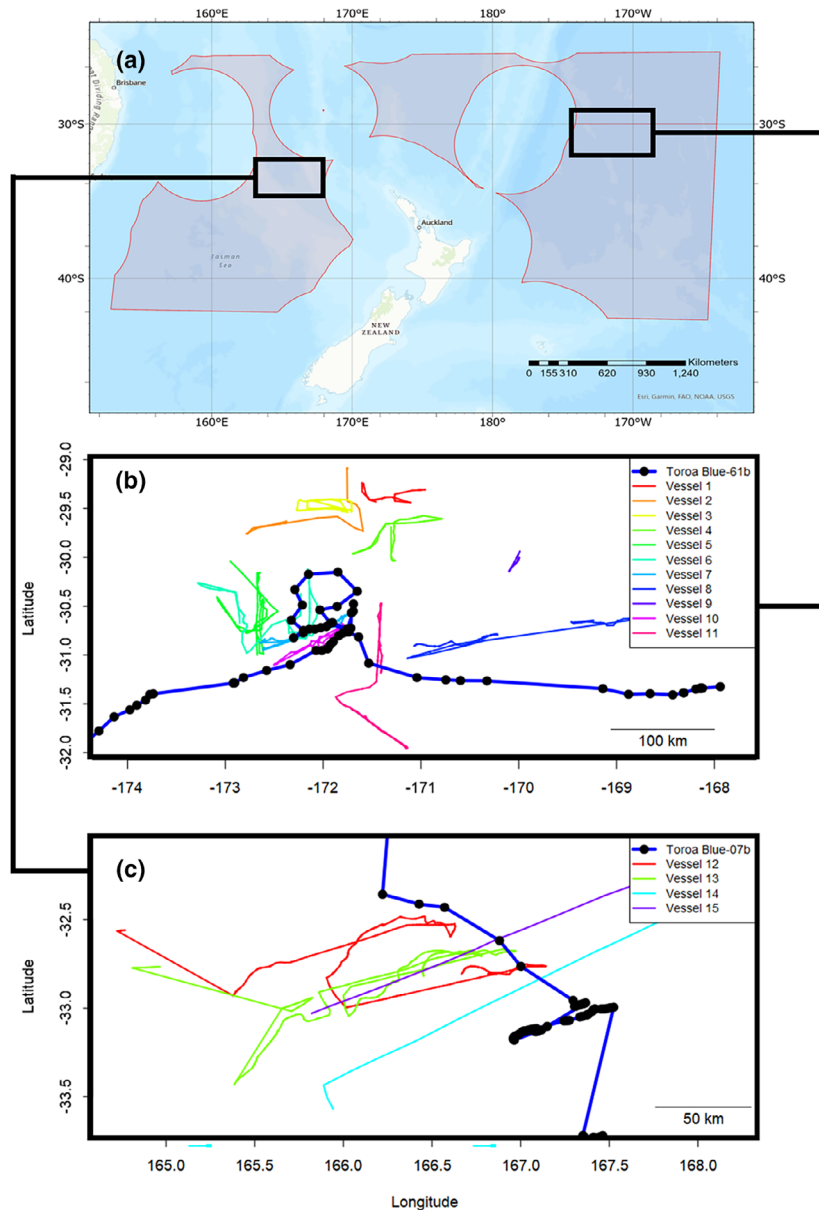 160°E 170°E 180° 170°W
(a)
Brisbane
Great Dividing Range
30°S 30°S
Auckland
Tasman
Sea
40°S 40°S
NEW
ZEALAND
Kilometers
0 155 310 620 930 1,240
Esri, Garmin, FAO, NOAA, USGS
160°E 170°E 180° 170°W
(b)
Toroa Blue-61b
Vessel 1
Vessel 2
Vessel 3
Vessel 4
Vessel 5
Vessel 6
Vessel 7
Vessel 8
Vessel 9
Vessel 10
Vessel 11
Latitude
-29.0
-29.5
-30.0
-30.5
-31.0
-31.5
-32.0
100 km
-174 -173 -172 -171 -170 -169 -168
(c)
Toroa Blue-07b
Vessel 12
Vessel 13
Vessel 14
Vessel 15
Latitude
-32.5
-33.0
-33.5
50 km
165.0 165.5 166.0 166.5 167.0 167.5 168.0
Longitude